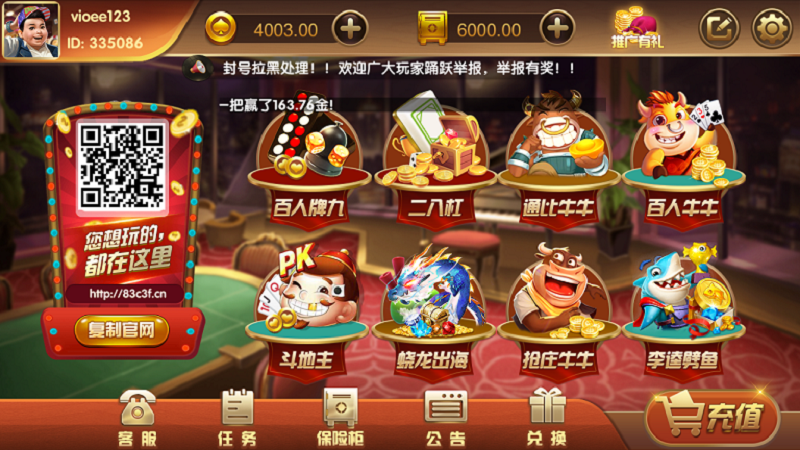 vioee123
ID: 335086
4003.00
6000.00
推广有礼
封号拉黑处理！！欢迎广大玩家踊跃举报，举报有奖！！
一把赢了163.76金!
您想玩的，
都在这里
http://83c3f.cn
复制官网
百人牌九
二八杠
通比牛牛
百人牛牛
PK
斗地主
蛟龙出海
抢庄牛牛
李逵劈鱼
客服
任务
保险柜
公告
兑换
充值